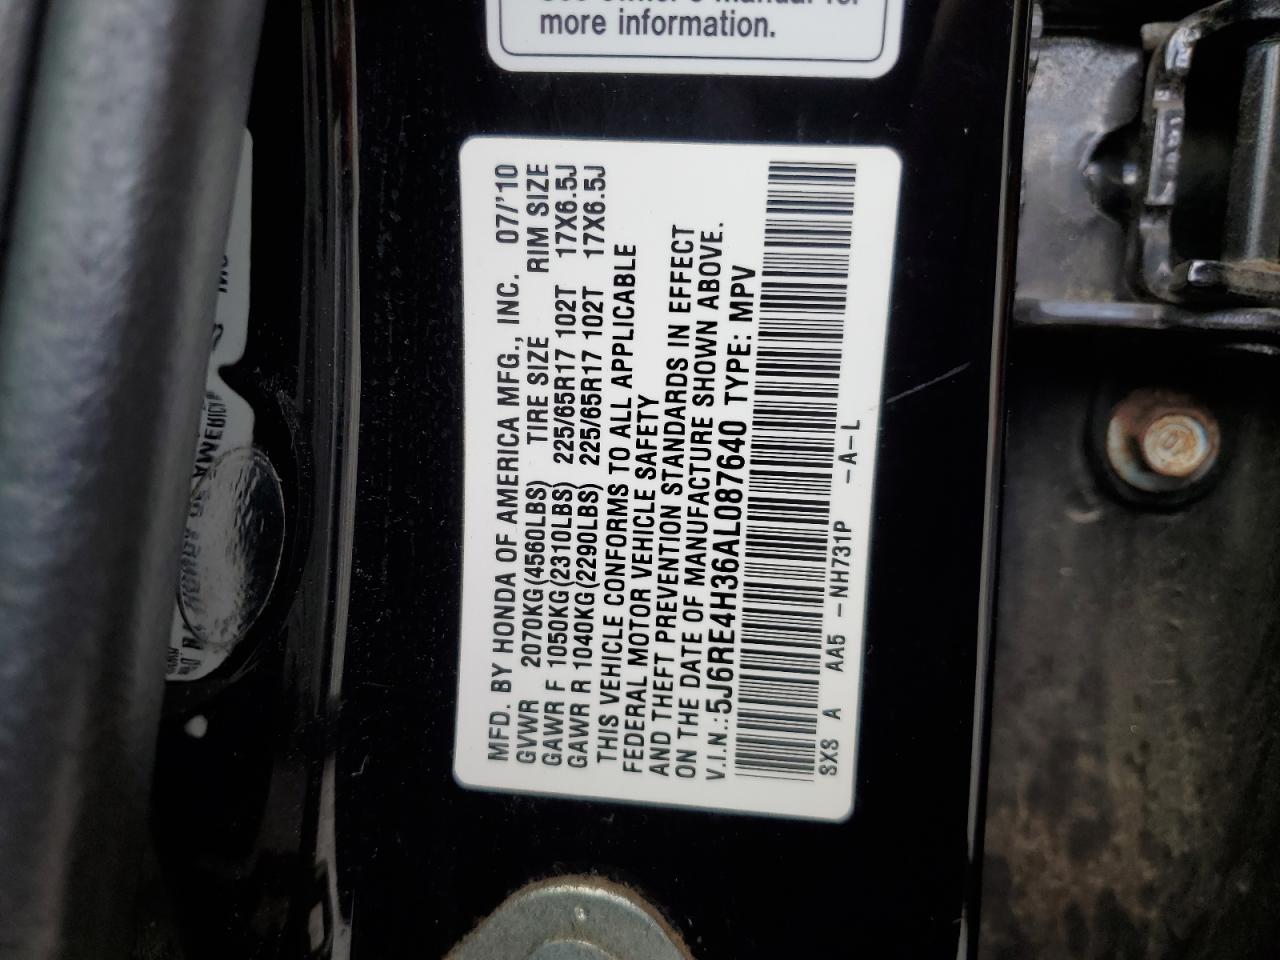 more information.
MFD. BY HONDA OF AMERICA MFG., INC. 07/'10
GVWR 2070KG(4560LBS) TIRE SIZE RIM SIZE
GAWR F 1050KG(2310LBS) 225/65R17 102T 17X6.5J
GAWR R 1040KG(2290LBS) 225/65R17 102T 17X6.5J
THIS VEHICLE CONFORMS TO ALL APPLICABLE
FEDERAL MOTOR VEHICLE SAFETY
AND THEFT PREVENTION STANDARDS IN EFFECT
ON THE DATE OF MANUFACTURE SHOWN ABOVE.
V.I.N.: 5J6RE4H36AL087640 TYPE: MPV
SXS A AA5 -NH731P -A-L